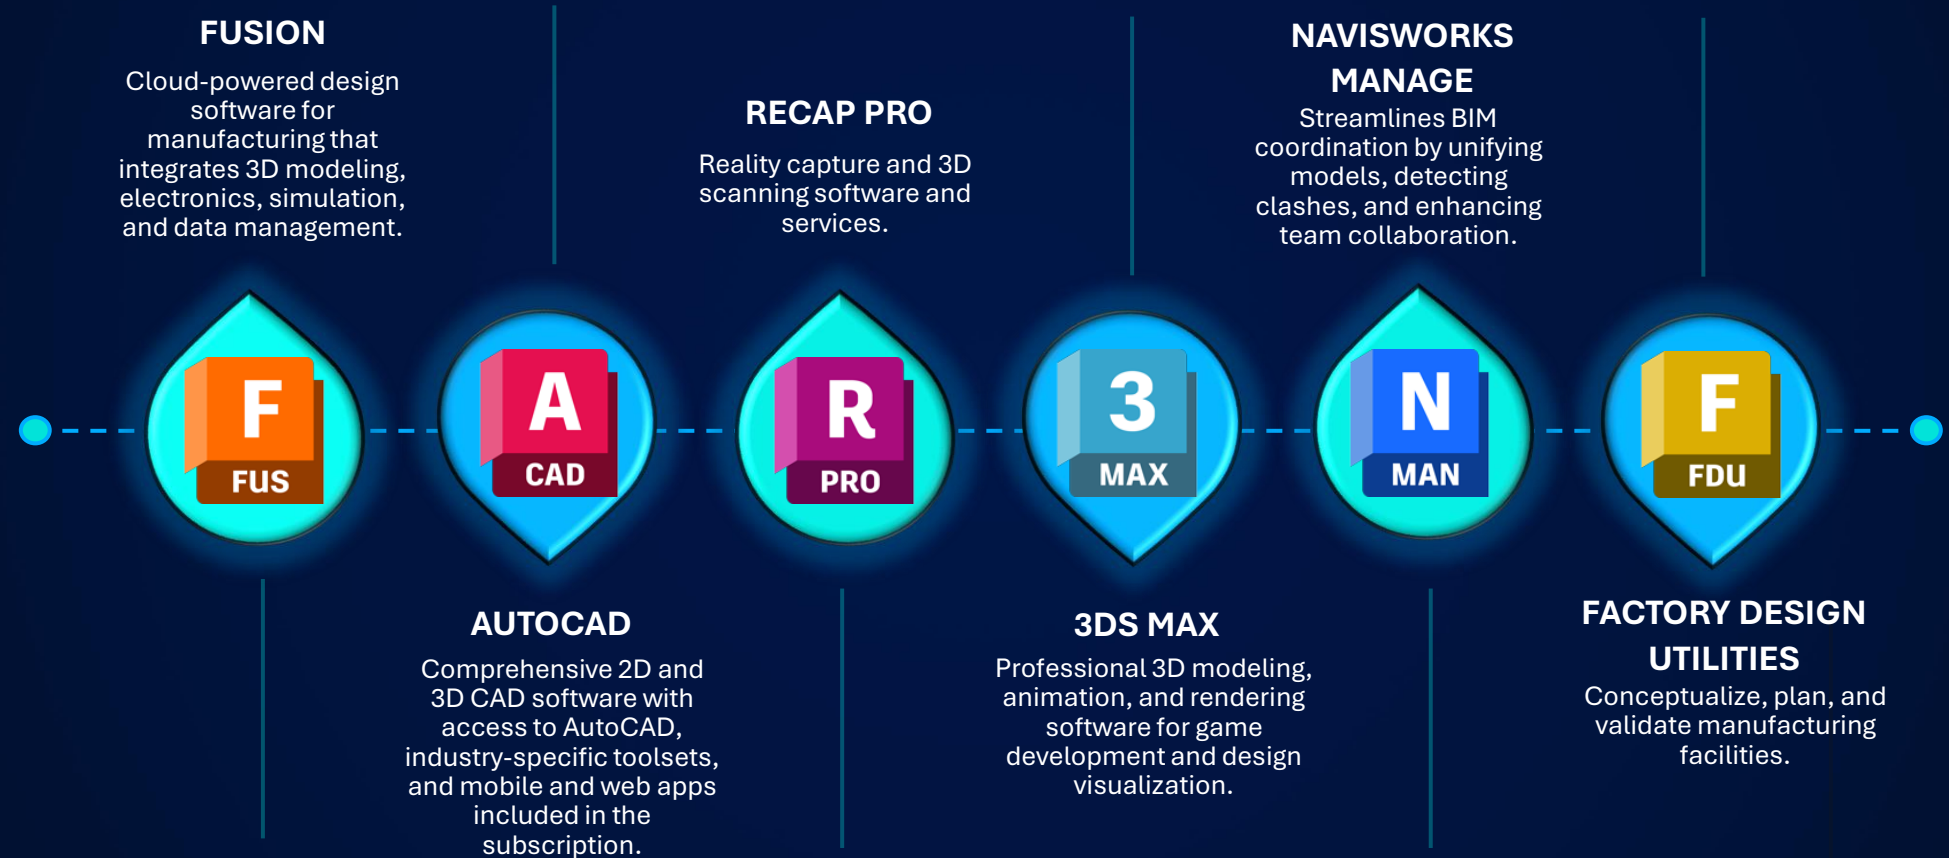 FUSION
Cloud-powered design
software for
manufacturing that
integrates 3D modeling,
electronics, simulation,
and data management.
RECAP PRO
Reality capture and 3D
scanning software and
services.
NAVISWORKS
MANAGE
Streamlines BIM
coordination by unifying
models, detecting
clashes, and enhancing
team collaboration.
F
FUS
A
CAD
R
PRO
3
MAX
N
MAN
F
FDU
AUTOCAD
Comprehensive 2D and
3D CAD software with
access to AutoCAD,
industry-specific toolsets,
and mobile and web apps
included in the
subscription.
3DS MAX
Professional 3D modeling,
animation, and rendering
software for game
development and design
visualization.
FACTORY DESIGN
UTILITIES
Conceptualize, plan, and
validate manufacturing
facilities.